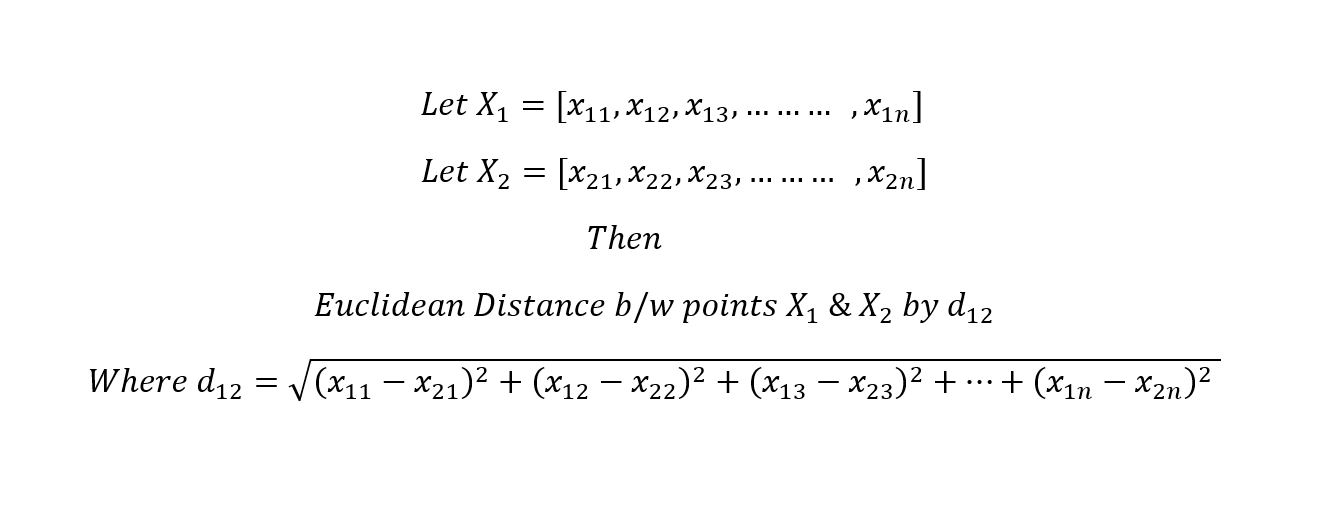 Let X₁ = [x₁₁, x₁₂, x₁₃, … … … , x₁ₙ]
Let X₂ = [x₂₁, x₂₂, x₂₃, … … … , x₂ₙ]
Then
Euclidean Distance b/w points X₁ & X₂ by d₁₂
Where d₁₂ = √((x₁₁ − x₂₁)² + (x₁₂ − x₂₂)² + (x₁₃ − x₂₃)² + ⋯ + (x₁ₙ − x₂ₙ)²)